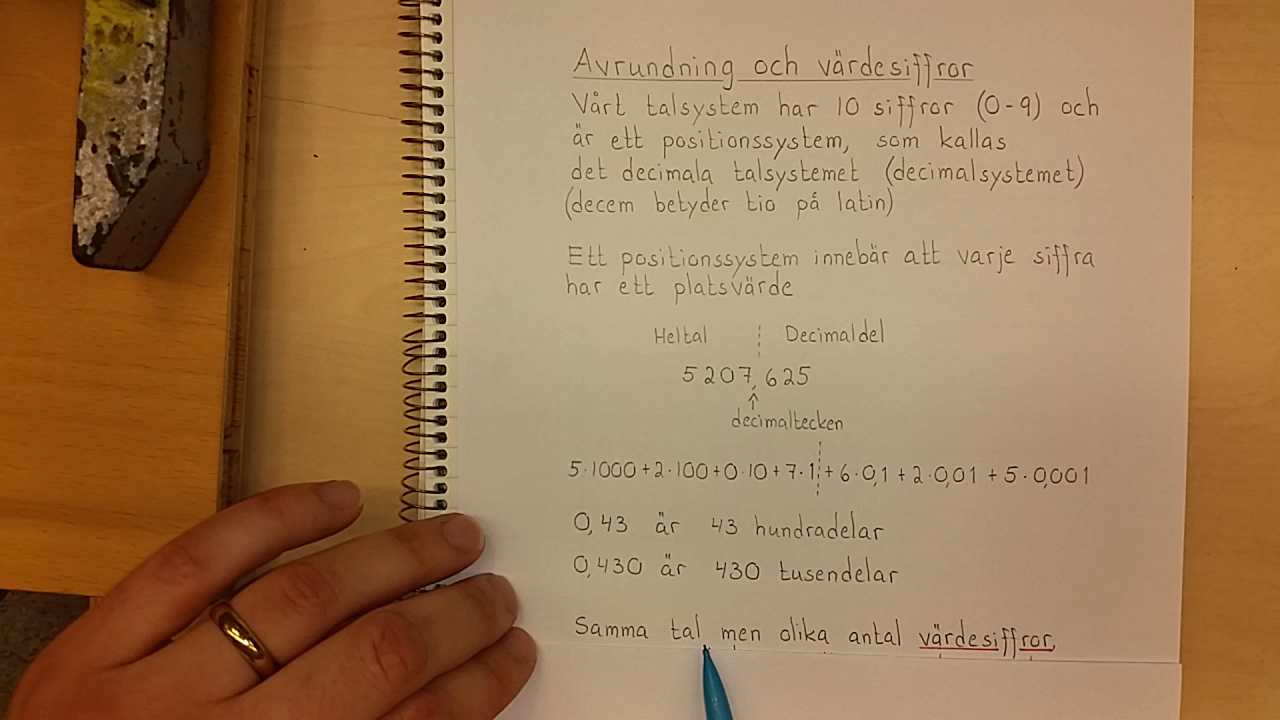 Avrundning och värdesiffror
Vårt talsystem har 10 siffror (0-9) och
är ett positionssystem, som kallas
det decimala talsystemet (decimalsystemet)
(decem betyder tio på latin)
Ett positionssystem innebär att varje siffra
har ett platsvärde
Heltal ¦ Decimaldel
5207,625
↑
decimaltecken
5·1000+2·100+0·10+7·1¦+6·0,1+2·0,01+5·0,001
0,43 är 43 hundradelar
0,430 är 430 tusendelar
Samma tal men olika antal värdesiffror,